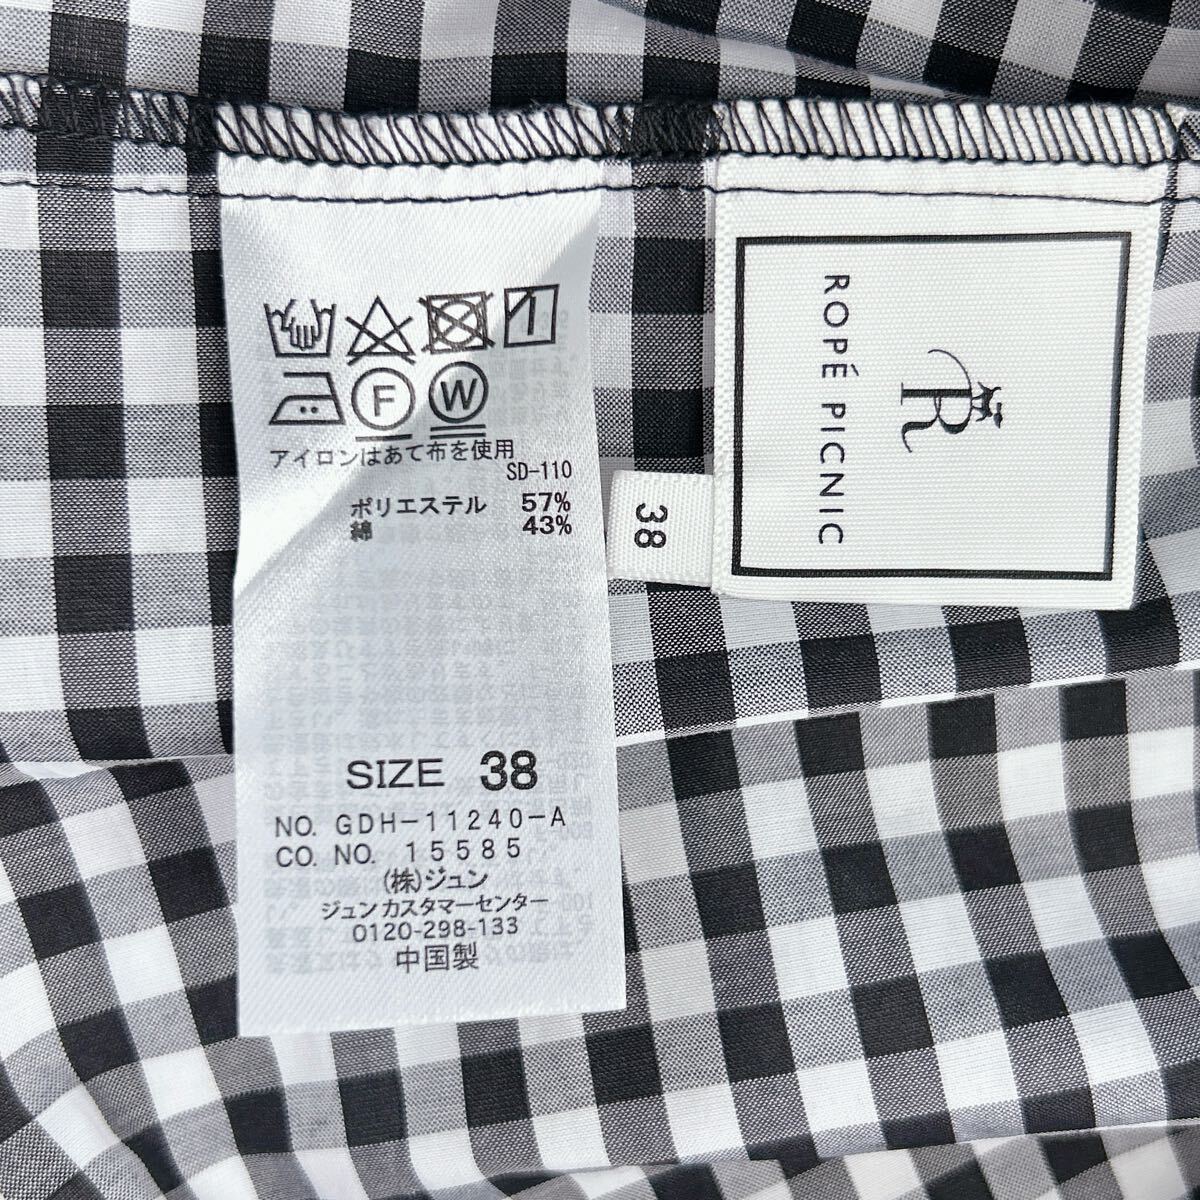 F
W
アイロンはあて布を使用
SD-110
ポリエステル 57%
綿 43%
SIZE 38
NO. GDH-11240-A
CO. NO. 15585
(株)ジュン
ジュンカスタマーセンター
0120-298-133
中国製
38
R
ROPÉ PICNIC